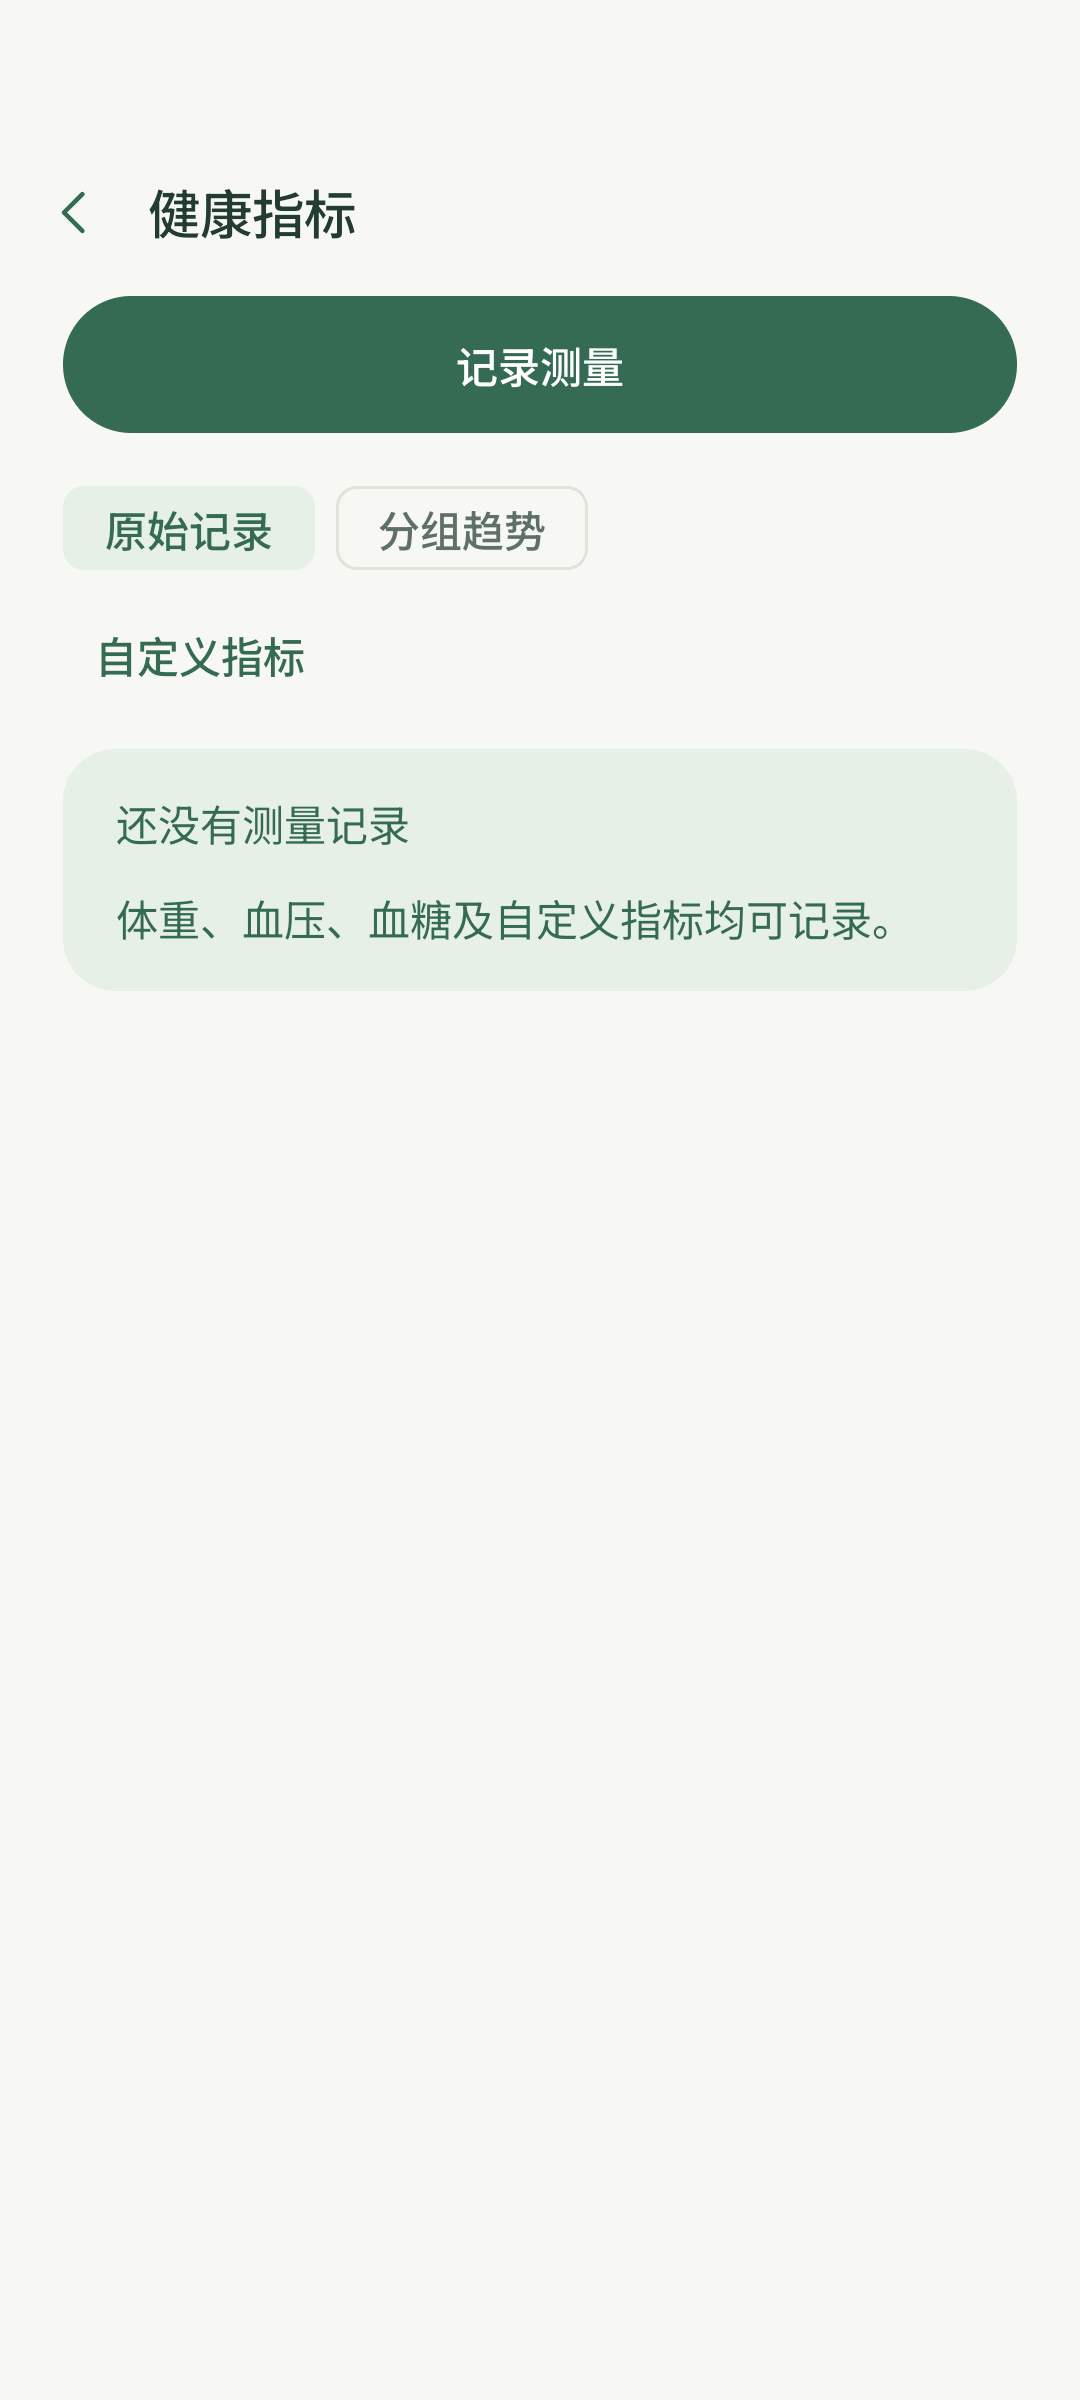 健康指标
记录测量
原始记录
分组趋势
自定义指标
还没有测量记录
体重、血压、血糖及自定义指标均可记录。